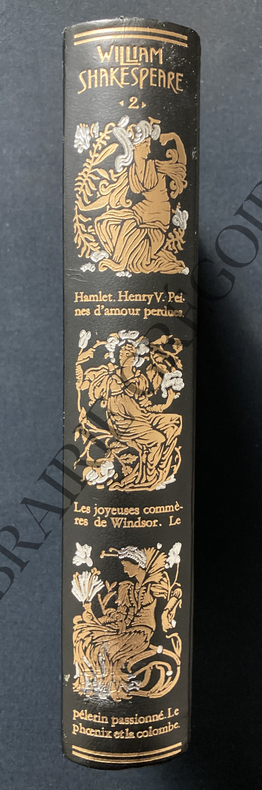 WILLIAM
SHAKESPEARE
2
Hamlet. Henry V. Pei-
nes d'amour perdues.
Les joyeuses commè-
res de Windsor. Le
pèlerin passionné. Le
phœnix et la colombe.